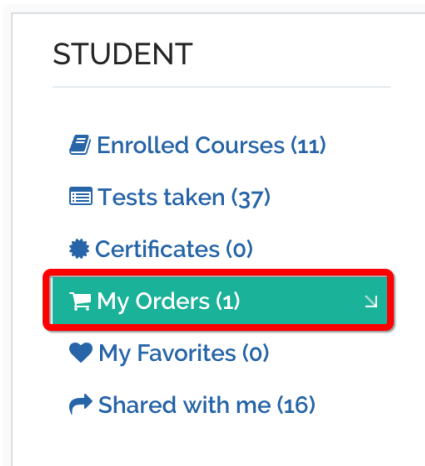 STUDENT
Enrolled Courses (11)
Tests taken (37)
Certificates (0)
My Orders (1)
My Favorites (0)
Shared with me (16)